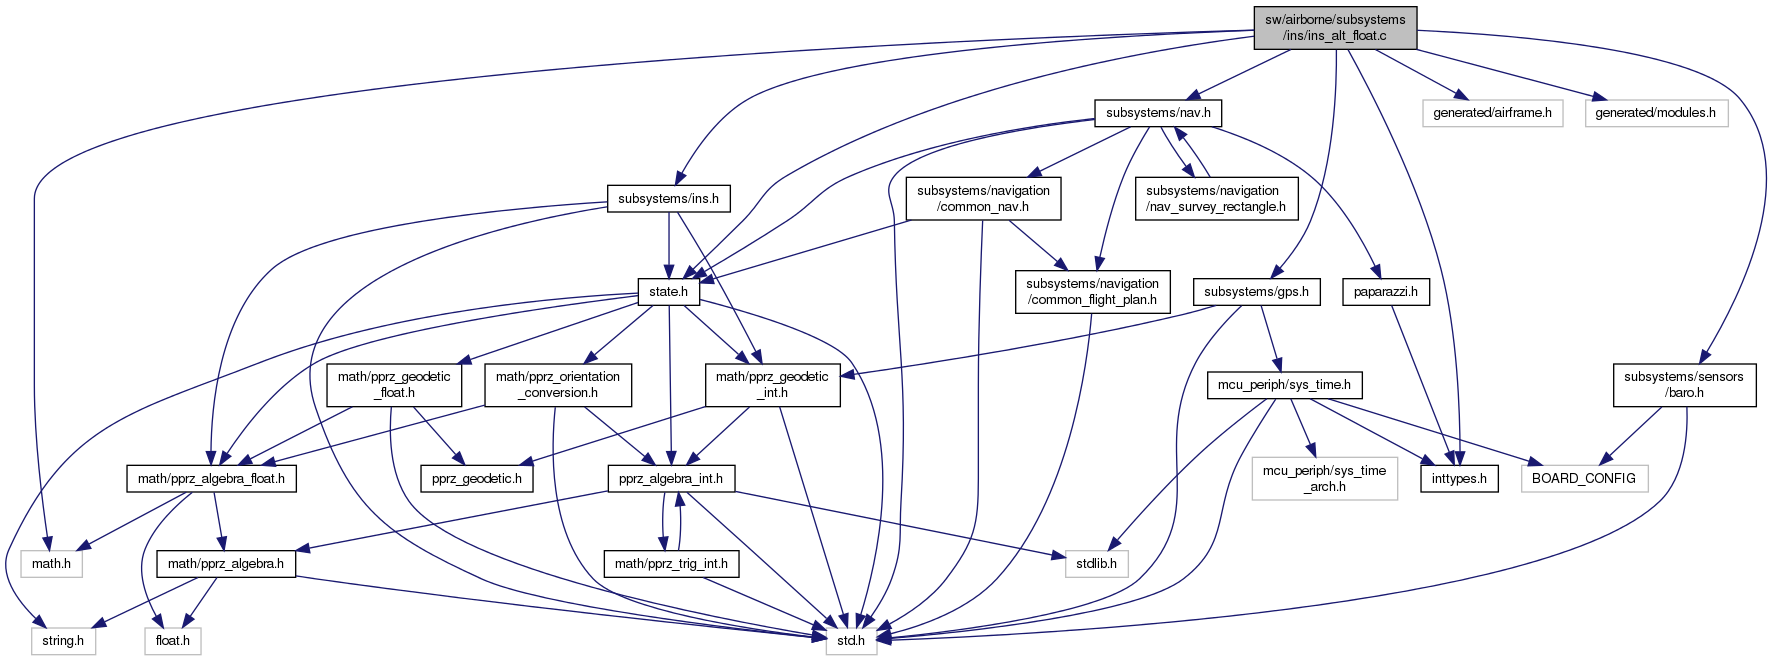 sw/airborne/subsystems
/ins/ins_alt_float.c
subsystems/nav.h
generated/airframe.h
generated/modules.h
subsystems/ins.h
subsystems/navigation
/common_nav.h
subsystems/navigation
/nav_survey_rectangle.h
state.h
subsystems/navigation
/common_flight_plan.h
subsystems/gps.h
paparazzi.h
math/pprz_geodetic
_float.h
math/pprz_orientation
_conversion.h
math/pprz_geodetic
_int.h
mcu_periph/sys_time.h
subsystems/sensors
/baro.h
math/pprz_algebra_float.h
pprz_geodetic.h
pprz_algebra_int.h
mcu_periph/sys_time
_arch.h
inttypes.h
BOARD_CONFIG
math.h
math/pprz_algebra.h
math/pprz_trig_int.h
stdlib.h
string.h
float.h
std.h